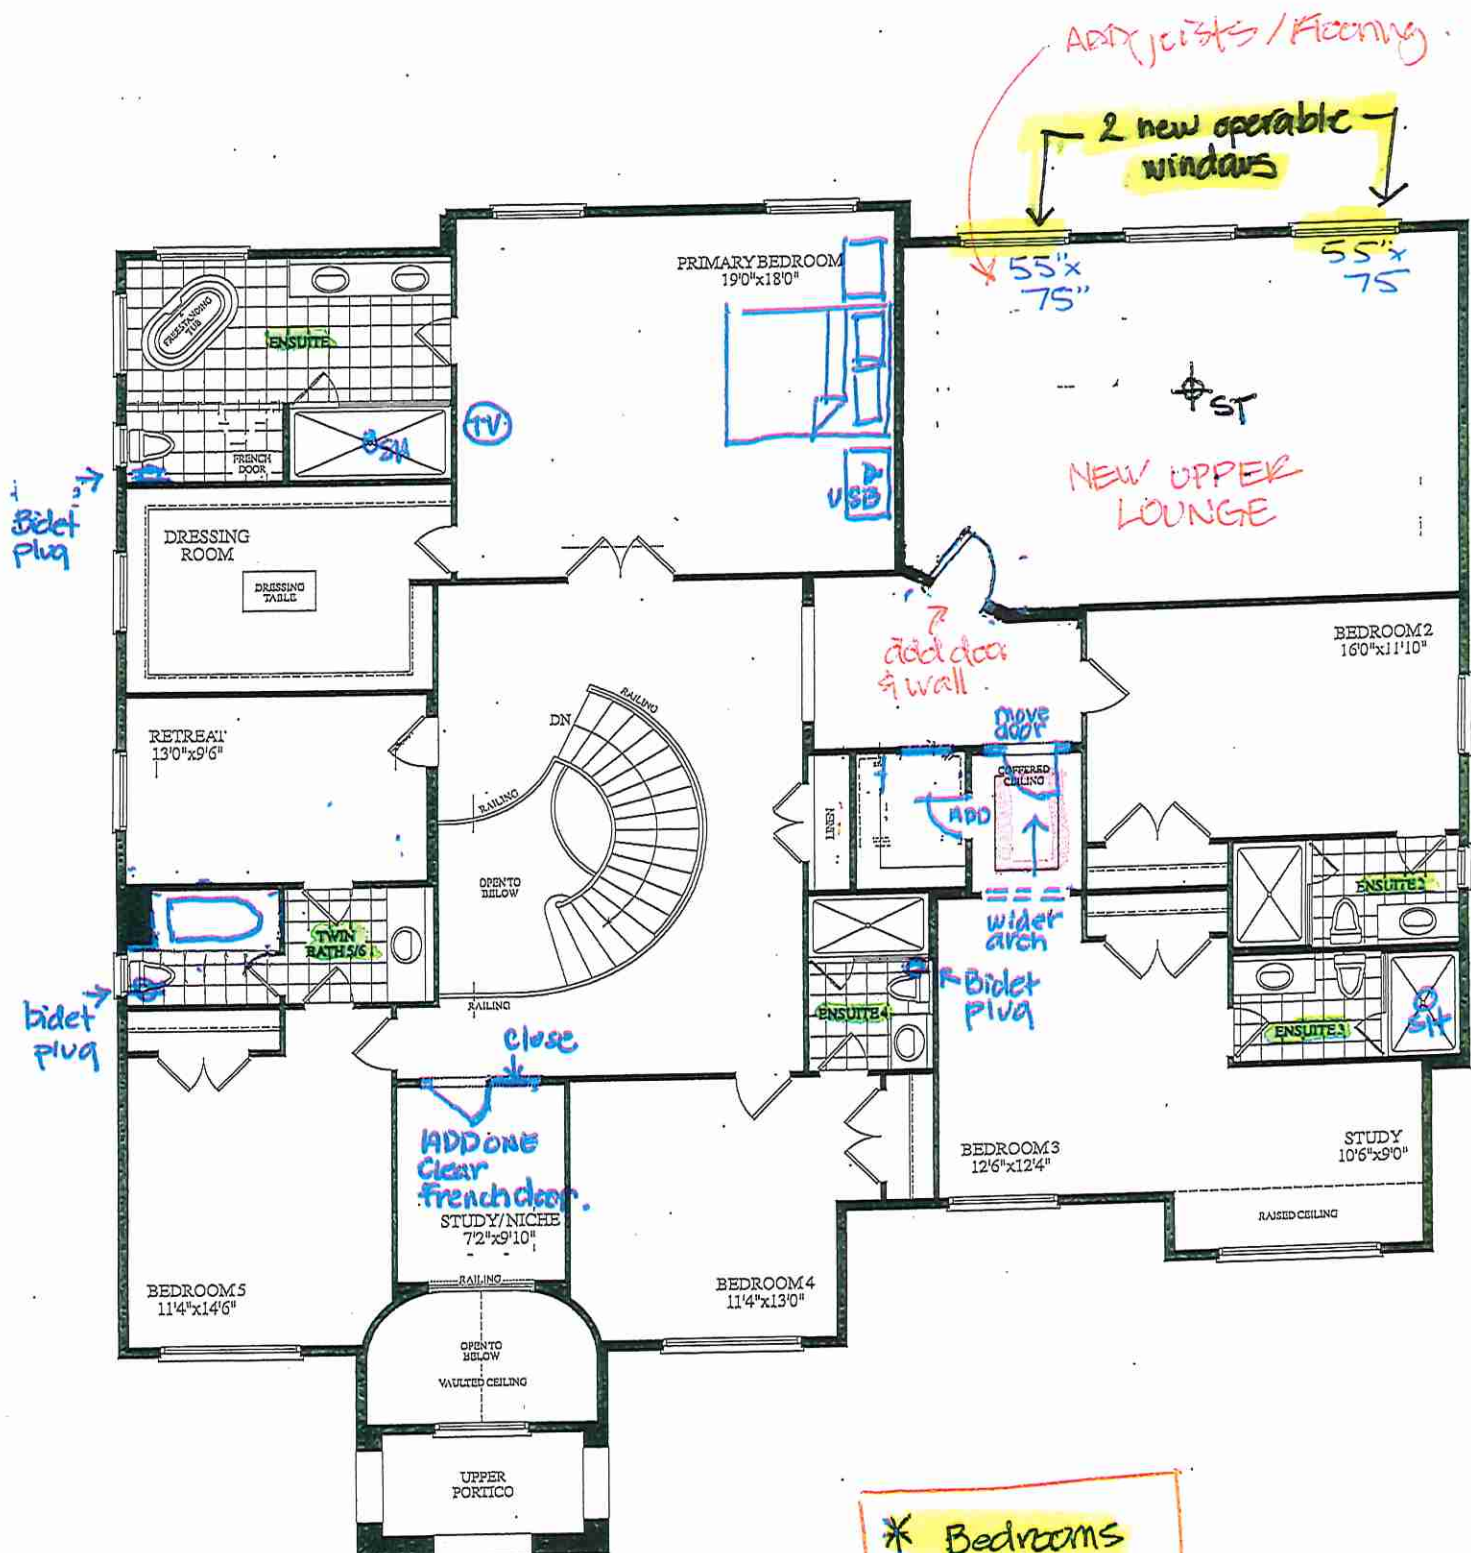 ADD joists / Flooring
2 new operable
windows
55"x
75"
55"x
75
PRIMARY BEDROOM
19'0"x18'0"
FREESTANDING
TUB
ENSUITE
TV
SH
FRENCH
DOOR
Bidet
plug
USB
ST
NEW UPPER
LOUNGE
DRESSING
ROOM
DRESSING
TABLE
add door
& wall
BEDROOM 2
16'0"x11'10"
RAILING
DN
move
door
RETREAT
13'0"x9'6"
COFFERED
CEILING
RAILING
LINEN
ADD
OPEN TO
BELOW
ENSUITE 2
wider
arch
TWIN
BATH 5/6
bidet
plug
RAILING
Bidet
plug
ENSUITE 4
ENSUITE 3
SH
close
ADD ONE
Clear
French door.
STUDY/NICHE
7'2"x9'10"
BEDROOM 3
12'6"x12'4"
STUDY
10'6"x9'0"
RAISED CEILING
RAILING
BEDROOM 5
11'4"x14'6"
BEDROOM 4
11'4"x13'0"
OPEN TO
BELOW
VAULTED CEILING
UPPER
PORTICO
* Bedrooms